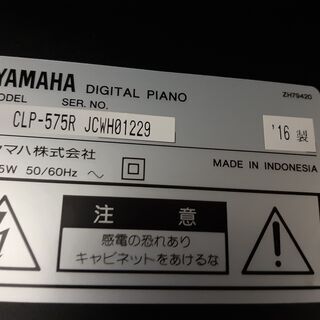 YAMAHA DIGITAL PIANO
MODEL SER. NO. ZH79420
CLP-575R JCWH01229 '16 製
ヤマハ株式会社
5W 50/60Hz ～ MADE IN INDONESIA
注 意
感電の恐れあり
キャビネットをあけるな